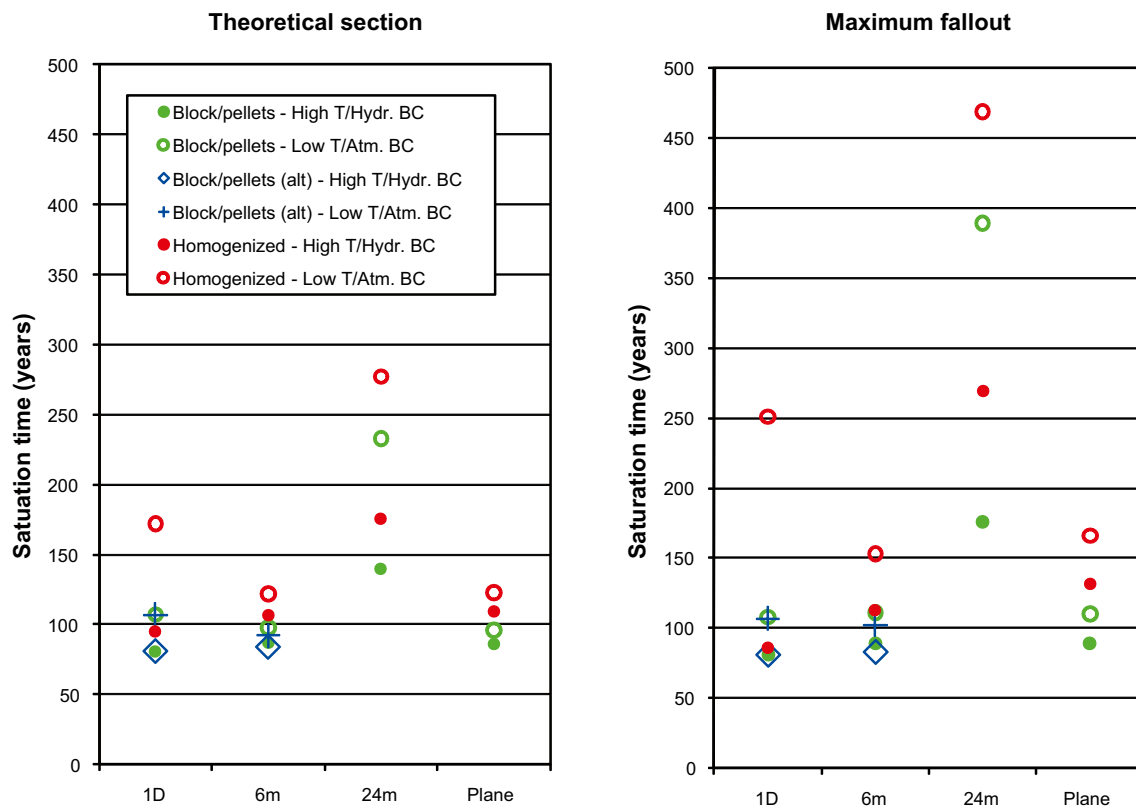 Theoretical section
Satuation time (years)
500
450
400
350
300
250
200
150
100
50
0
Block/pellets - High T/Hydr. BC
Block/pellets - Low T/Atm. BC
Block/pellets (alt) - High T/Hydr. BC
Block/pellets (alt) - Low T/Atm. BC
Homogenized - High T/Hydr. BC
Homogenized - Low T/Atm. BC
1D 6m 24m Plane
Maximum fallout
Saturation time (years)
500
450
400
350
300
250
200
150
100
50
0
1D 6m 24m Plane